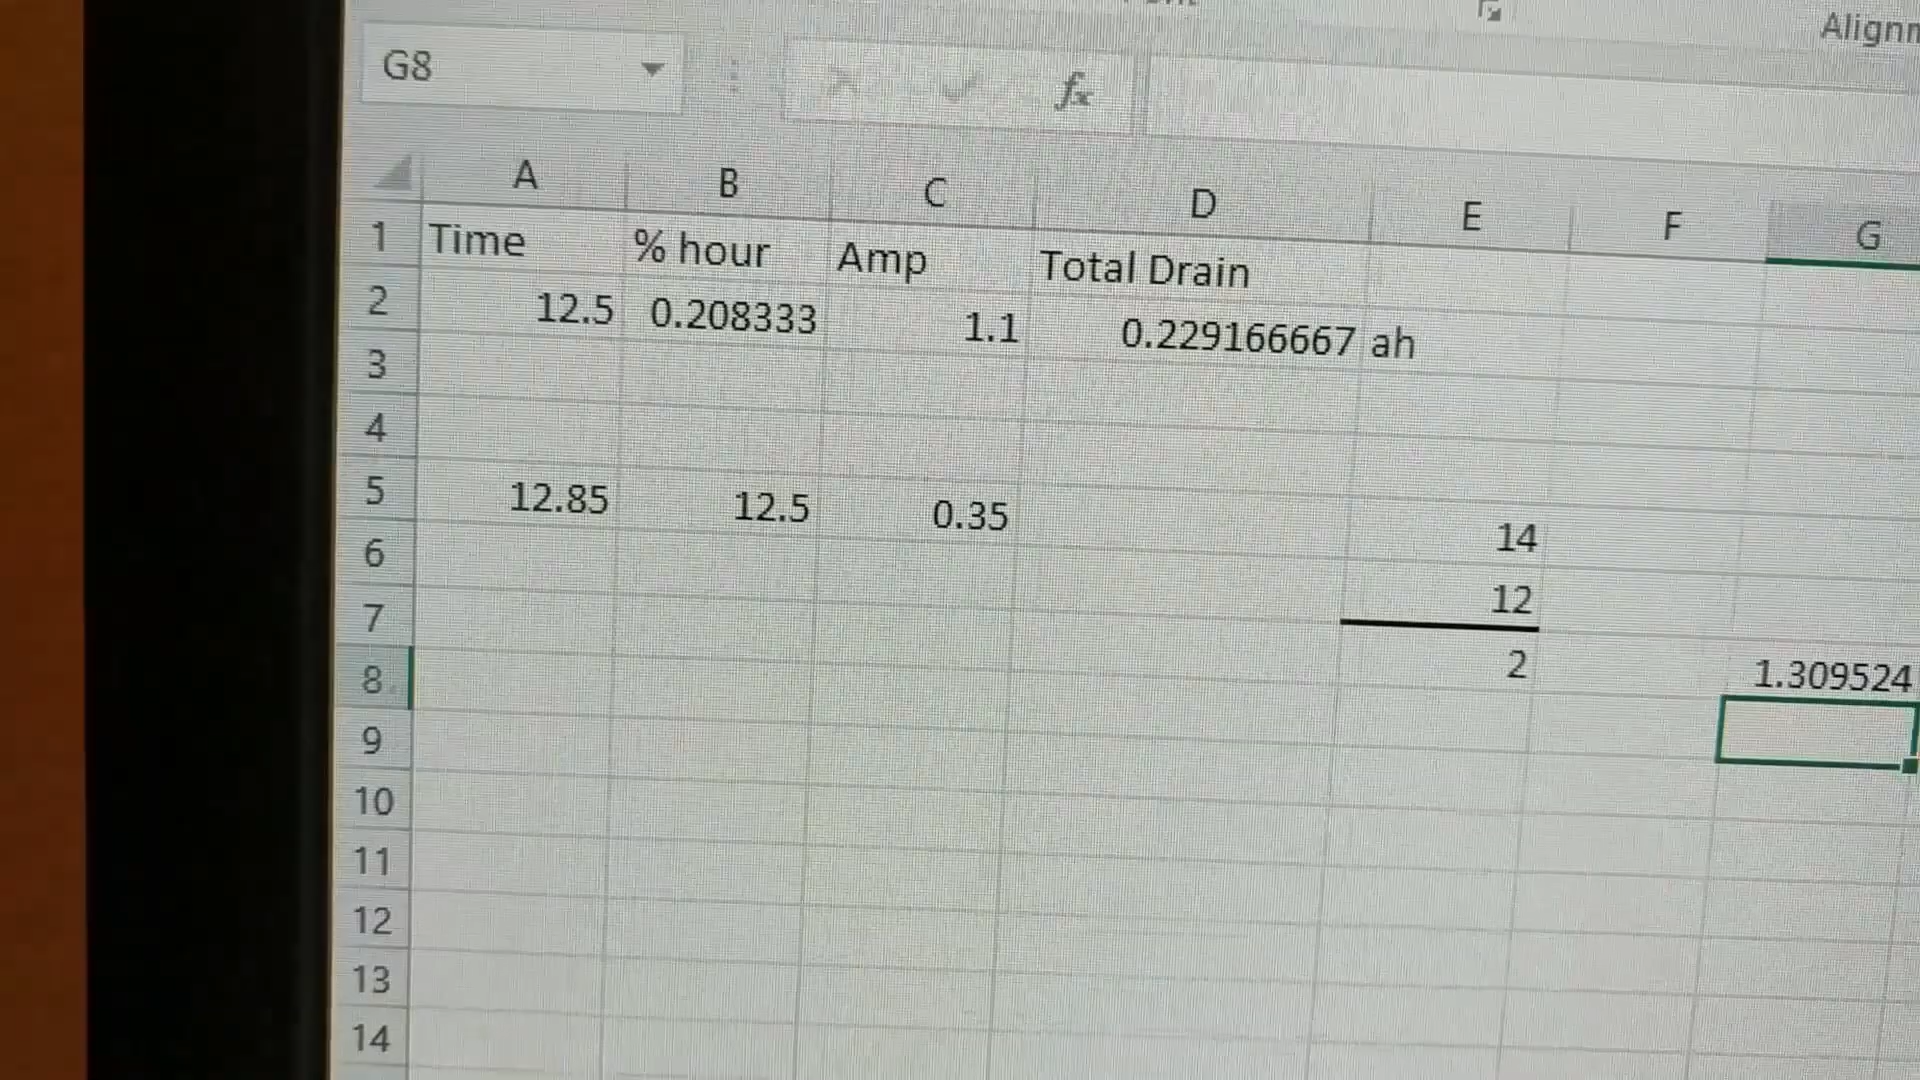 Alignm
G8
fx
A B C D E F G
1 Time % hour Amp Total Drain
2 12.5 0.208333 1.1 0.229166667 ah
3
4
5 12.85 12.5 0.35 14
6 12
7 2 1.309524
8
9
10
11
12
13
14